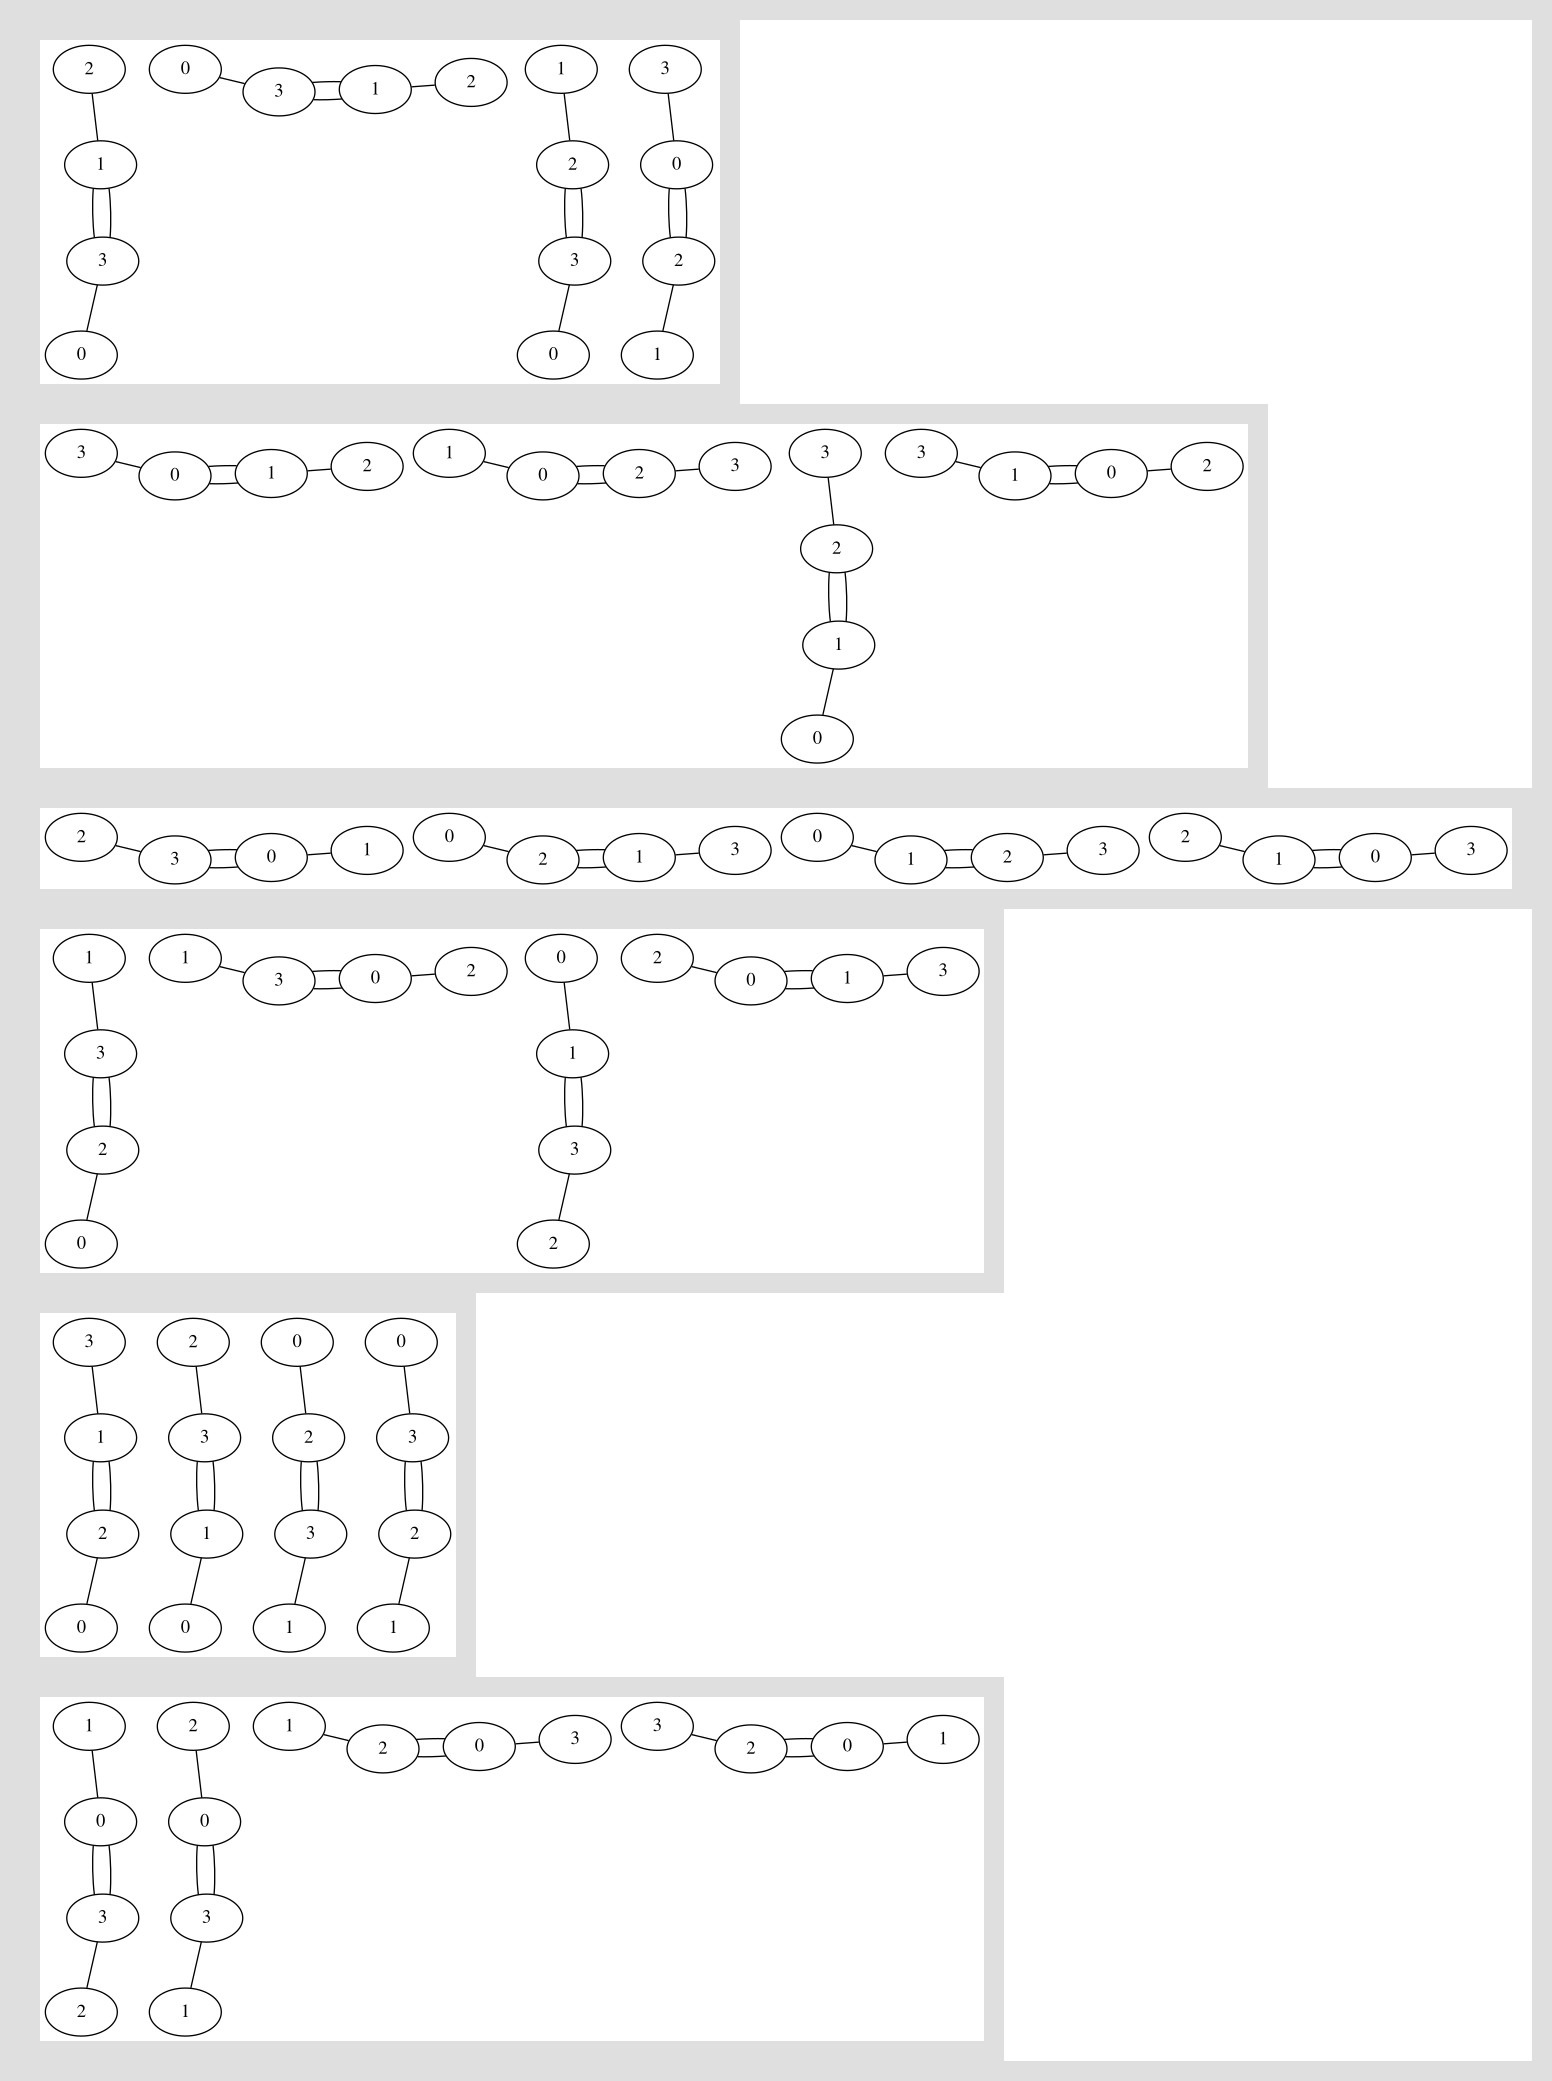 2 0 3 1 2 1 3
1 2 0
3 3 2
0 0 1
3 0 1 2 1 0 2 3 3 3 1 0 2
2
1
0
2 3 0 1 0 2 1 3 0 1 2 3 2 1 0 3
1 1 3 0 2 0 2 0 1 3
3 1
2 3
0 2
3 2 0 0
1 3 2 3
2 1 3 2
0 0 1 1
1 2 1 2 0 3 3 2 0 1
0 0
3 3
2 1